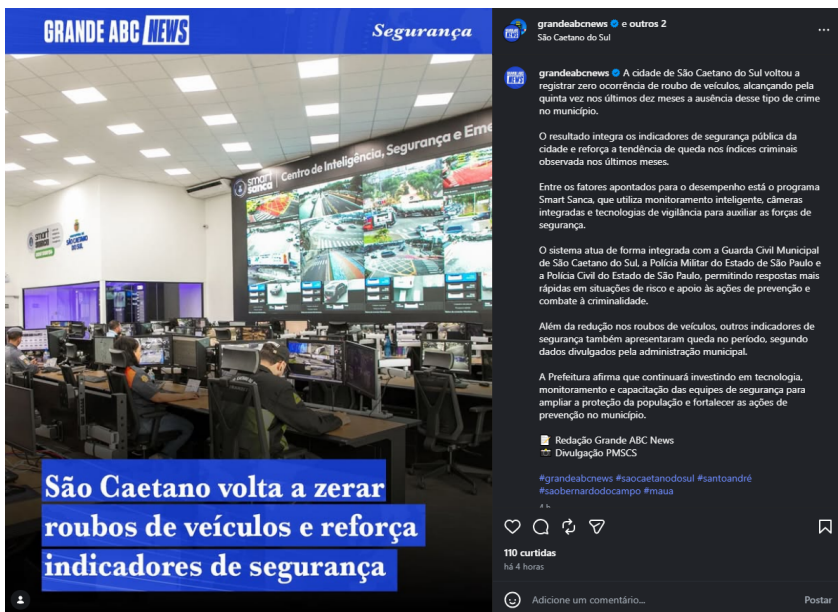 GRANDE ABC NEWS
Segurança
smart sanca
Centro de Inteligência, Segurança e Eme
smart sanca
SÃO CAETANO DO SUL
São Caetano volta a zerar
roubos de veículos e reforça
indicadores de segurança
grandeabcnews e outros 2
São Caetano do Sul
grandeabcnews A cidade de São Caetano do Sul voltou a
registrar zero ocorrência de roubo de veículos, alcançando pela
quinta vez nos últimos dez meses a ausência desse tipo de crime
no município.
O resultado integra os indicadores de segurança pública da
cidade e reforça a tendência de queda nos índices criminais
observada nos últimos meses.
Entre os fatores apontados para o desempenho está o programa
Smart Sanca, que utiliza monitoramento inteligente, câmeras
integradas e tecnologias de vigilância para auxiliar as forças de
segurança.
O sistema atua de forma integrada com a Guarda Civil Municipal
de São Caetano do Sul, a Polícia Militar do Estado de São Paulo e
a Polícia Civil do Estado de São Paulo, permitindo respostas mais
rápidas em situações de risco e apoio às ações de prevenção e
combate à criminalidade.
Além da redução nos roubos de veículos, outros indicadores de
segurança também apresentaram queda no período, segundo
dados divulgados pela administração municipal.
A Prefeitura afirma que continuará investindo em tecnologia,
monitoramento e capacitação das equipes de segurança para
ampliar a proteção da população e fortalecer as ações de
prevenção no município.
📝 Redação Grande ABC News
📸 Divulgação PMSCS
#grandeabcnews #saocaetanodosul #santoandré
#saobernardodocampo #maua
110 curtidas
há 4 horas
Adicione um comentário...
Postar